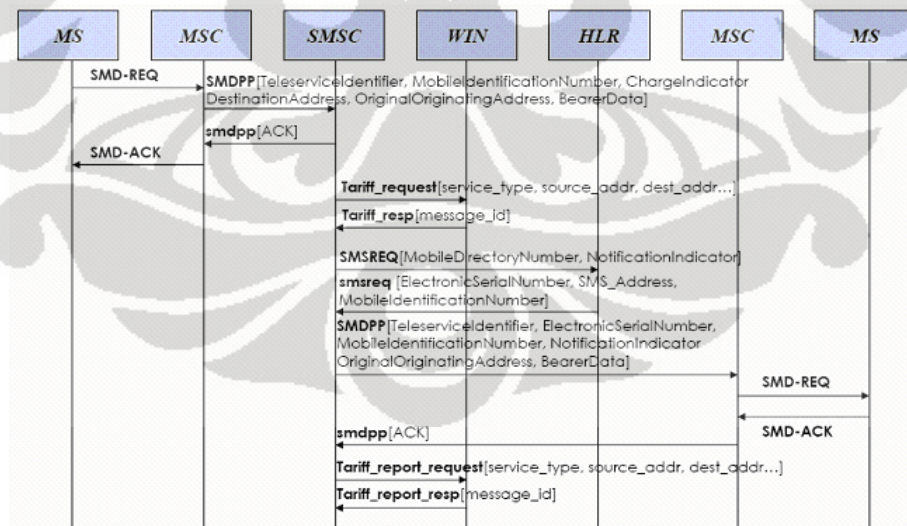 MS MSC SMSC WIN HLR MSC MS
SMD-REQ
SMDPP[TeleserviceIdentifier, MobileIdentificationNumber, ChargeIndicator
DestinationAddress, OriginalOriginatingAddress, BearerData]
smdpp[ACK]
SMD-ACK
Tariff_request[service_type, source_addr, dest_addr...]
Tariff_resp[message_id]
SMSREQ[MobileDirectoryNumber, NotificationIndicator]
smsreq [ElectronicSerialNumber, SMS_Address,
MobileIdentificationNumber]
SMDPP[TeleserviceIdentifier, ElectronicSerialNumber,
MobileIdentificationNumber, NotificationIndicator
OriginalOriginatingAddress, BearerData]
SMD-REQ
SMD-ACK
smdpp[ACK]
Tariff_report_request[service_type, source_addr, dest_addr...]
Tariff_report_resp[message_id]